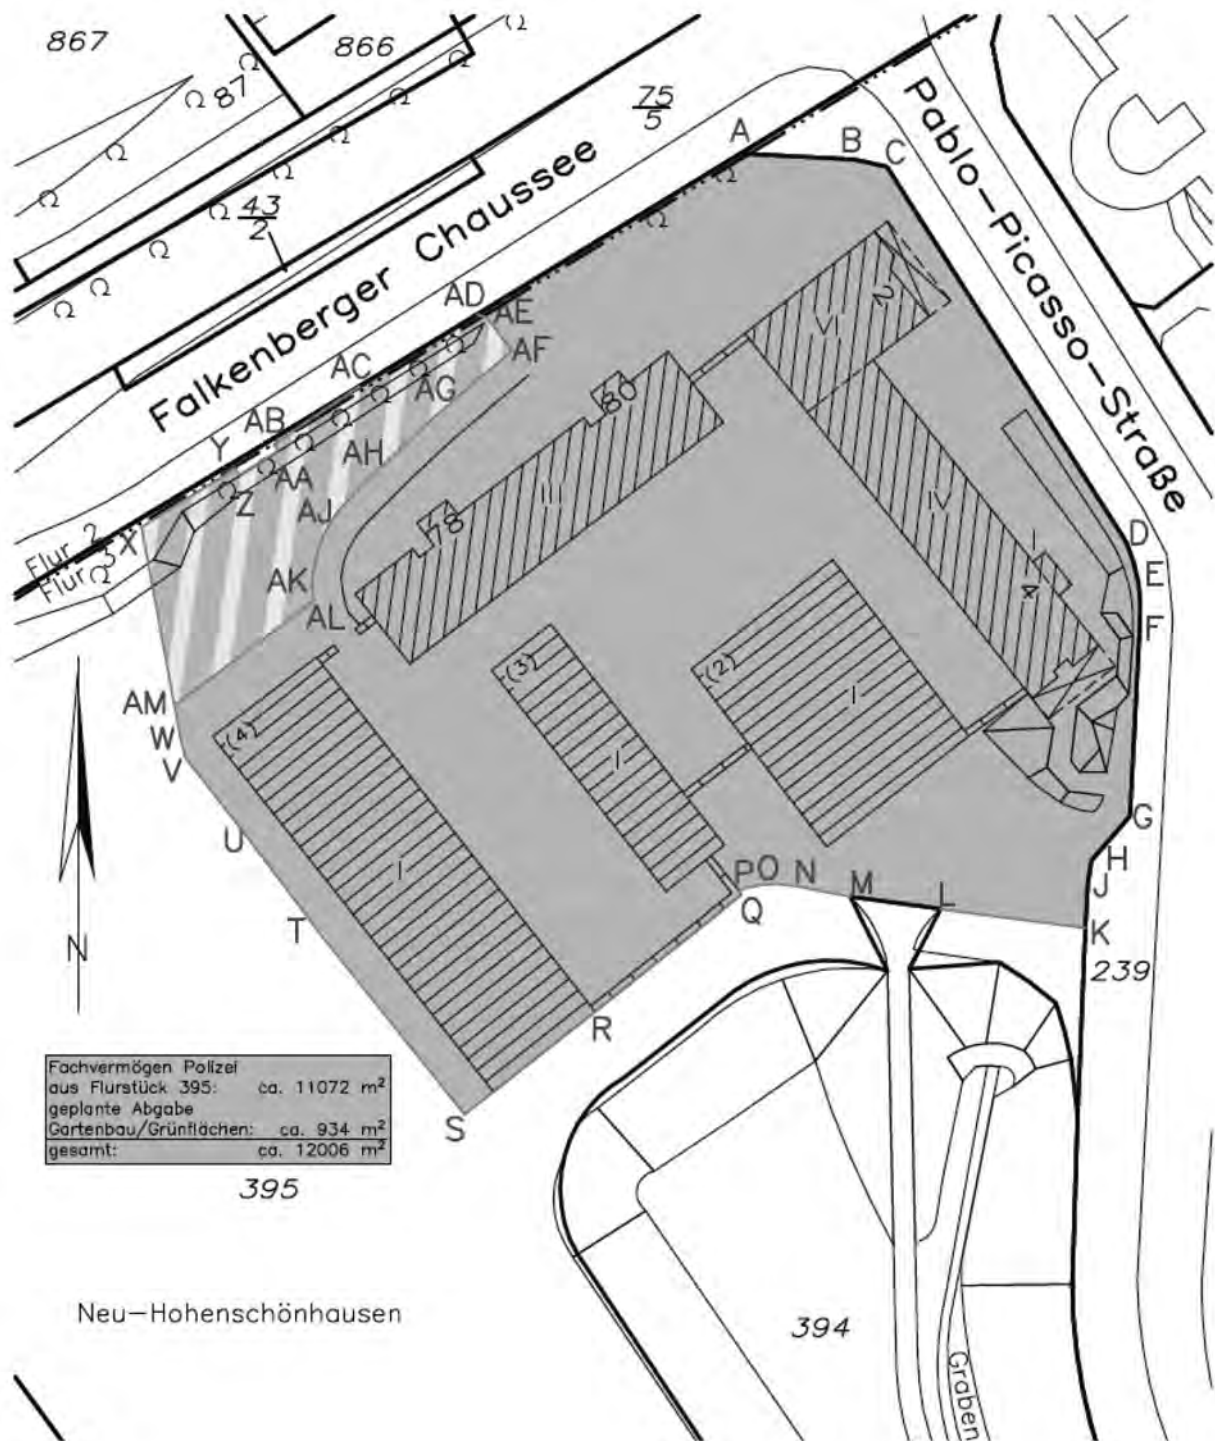 867
866
87
75
5
43
2
Falkenberger Chaussee
Pablo-Picasso-Straße
A
B
C
AD
AE
AF
AC
AG
AB
AH
Y
AA
Z
AJ
X
Flur 2
Flur 3
AK
AL
AM
W
V
U
T
N
2
VI
80
III
78
IV
4
D
E
F
(2)
I
(3)
I
(4)
I
G
H
J
K
L
M
N
O
P
Q
R
S
239
Fachvermögen Polizei
aus Flurstück 395: ca. 11072 m²
geplante Abgabe
Gartenbau/Grünflächen: ca. 934 m²
gesamt: ca. 12006 m²
395
Neu-Hohenschönhausen
394
Graben